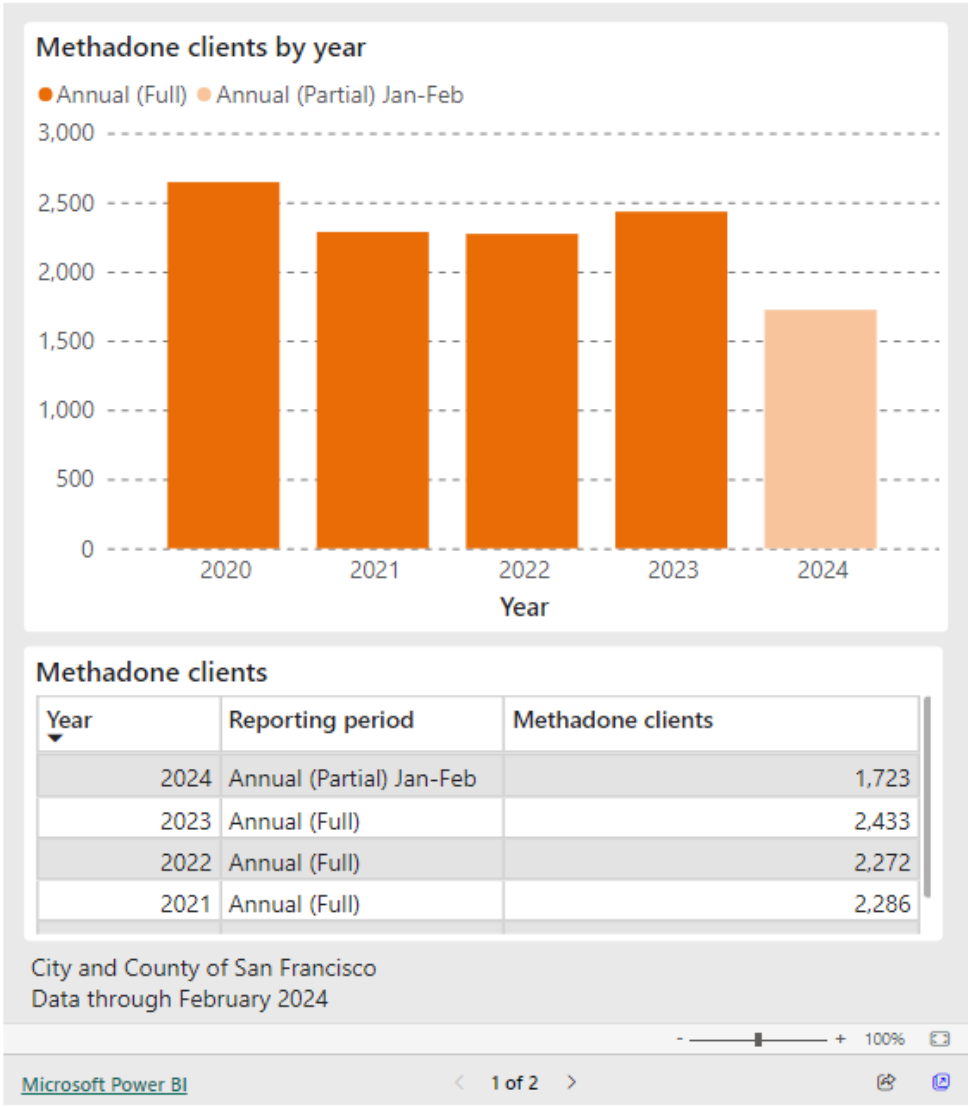 Methadone clients by year
Annual (Full) Annual (Partial) Jan-Feb
3,000
2,500
2,000
1,500
1,000
500
0
2020 2021 2022 2023 2024
Year
Methadone clients
Year Reporting period Methadone clients
2024 Annual (Partial) Jan-Feb 1,723
2023 Annual (Full) 2,433
2022 Annual (Full) 2,272
2021 Annual (Full) 2,286
City and County of San Francisco
Data through February 2024
- + 100%
Microsoft Power BI < 1 of 2 >